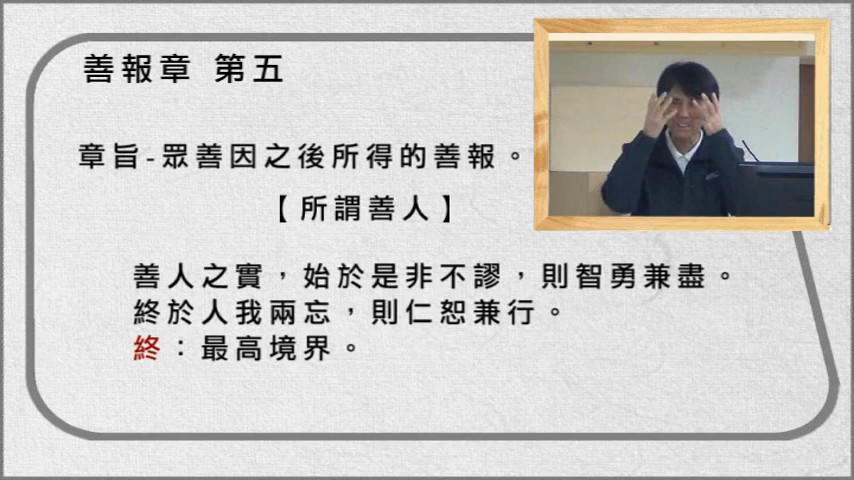 善報章 第五
章旨-眾善因之後所得的善報。
【所謂善人】
善人之實，始於是非不謬，則智勇兼盡。
終於人我兩忘，則仁恕兼行。
終：最高境界。